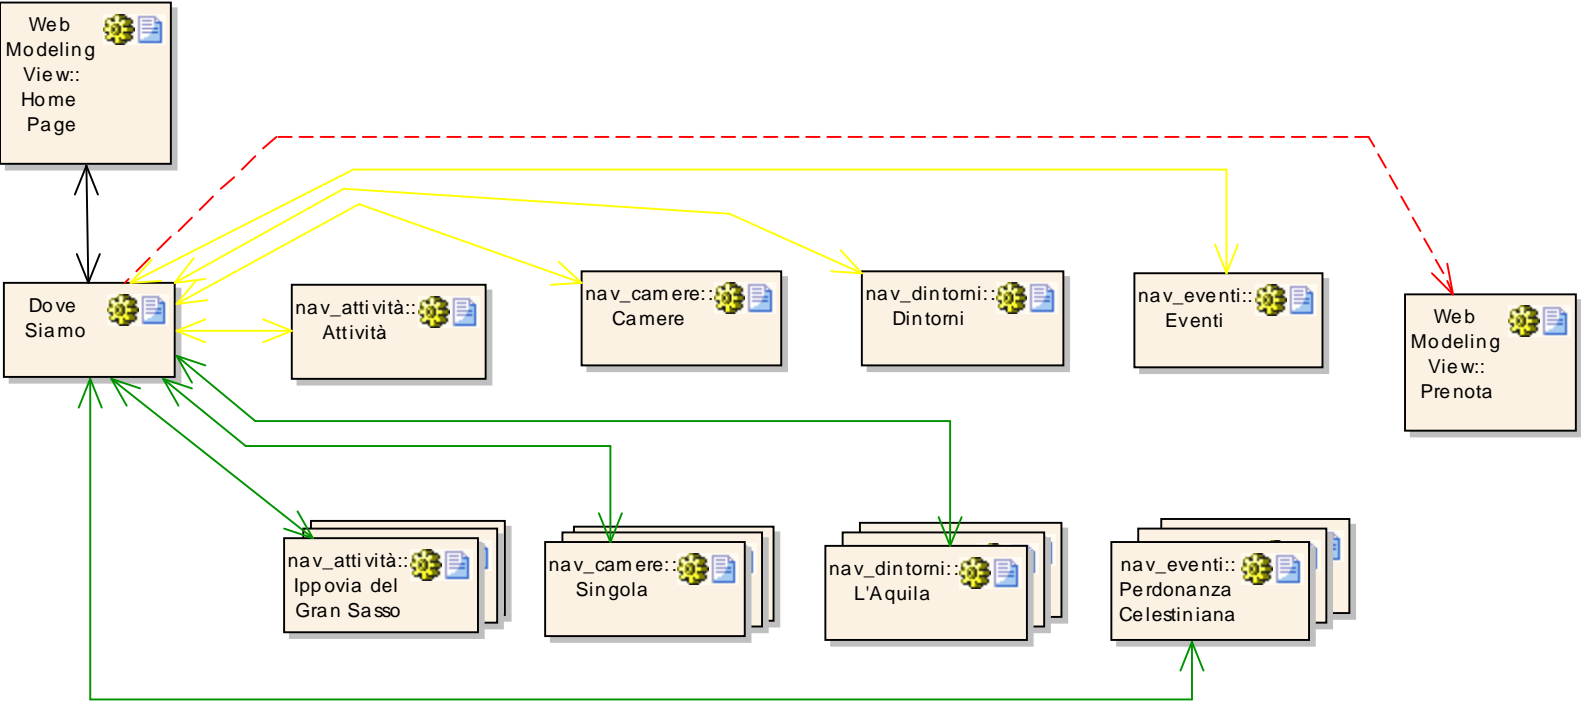 Web
Modeling
View::
Home
Page
Dove
Siamo
nav_attività::
Attività
nav_camere::
Camere
nav_dintorni::
Dintorni
nav_eventi::
Eventi
Web
Modeling
View::
Prenota
nav_attività::
Ippovia del
Gran Sasso
nav_camere::
Singola
nav_dintorni::
L'Aquila
nav_eventi::
Perdonanza
Celestiniana